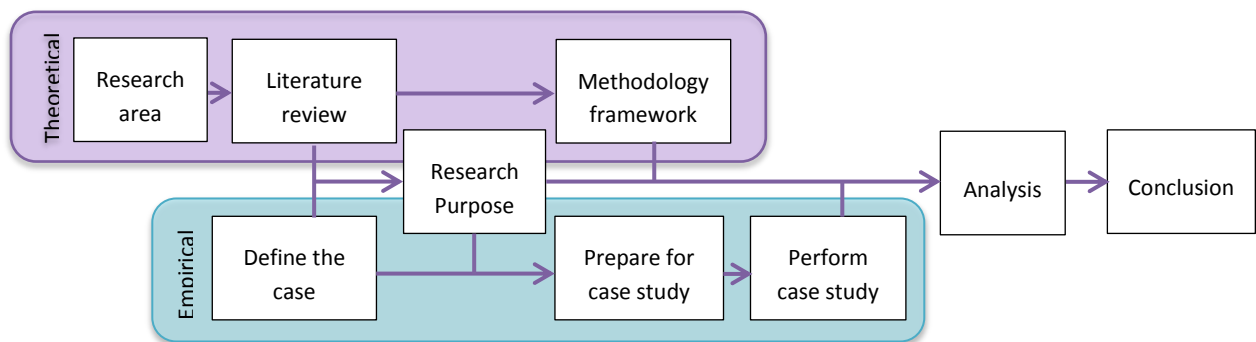 Theoretical
Research
area
Literature
review
Methodology
framework
Research
Purpose
Analysis
Conclusion
Empirical
Define the
case
Prepare for
case study
Perform
case study